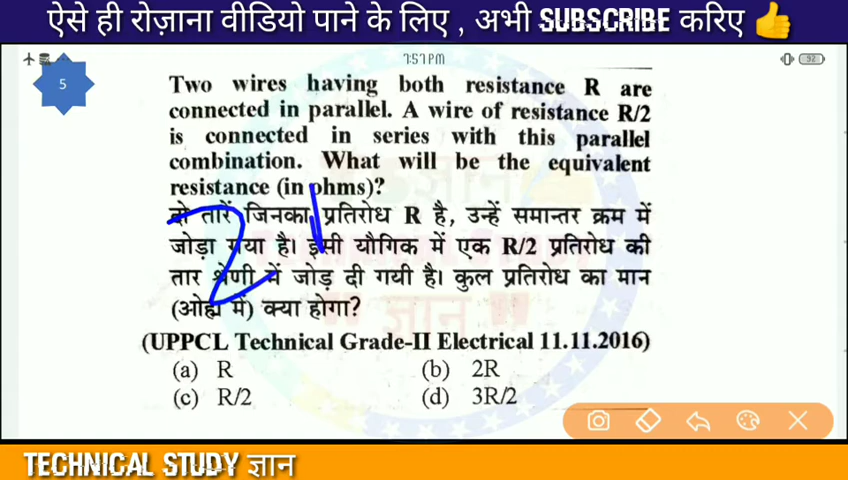 ऐसे ही रोज़ाना वीडियो पाने के लिए , अभी SUBSCRIBE करिए
7:57 PM
92
5
Two wires having both resistance R are
connected in parallel. A wire of resistance R/2
is connected in series with this parallel
combination. What will be the equivalent
resistance (in ohms)?
दो तारें जिनका प्रतिरोध R है, उन्हें समान्तर क्रम में
जोड़ा गया है। इसी यौगिक में एक R/2 प्रतिरोध की
तार श्रेणी में जोड़ दी गयी है। कुल प्रतिरोध का मान
(ओह्म में) क्या होगा?
(UPPCL Technical Grade-II Electrical 11.11.2016)
(a) R (b) 2R
(c) R/2 (d) 3R/2
TECHNICAL STUDY ज्ञान